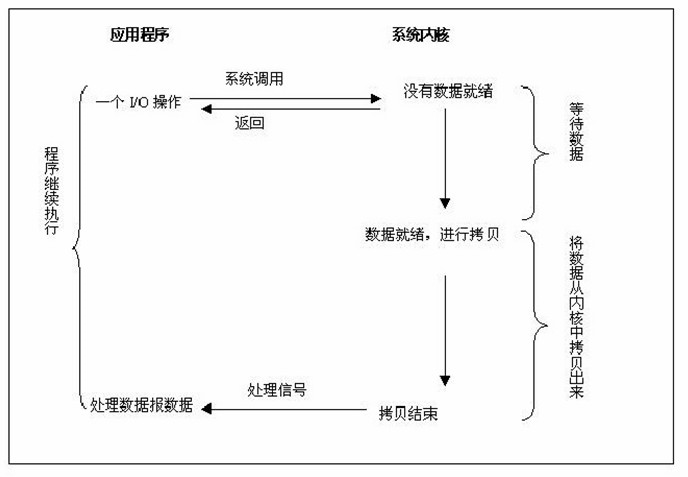 应用程序
系统内核
一个 I/O 操作
系统调用
返回
没有数据就绪
等待数据
程序继续执行
数据就绪，进行拷贝
将数据从内核中拷贝出来
处理数据报数据
处理信号
拷贝结束